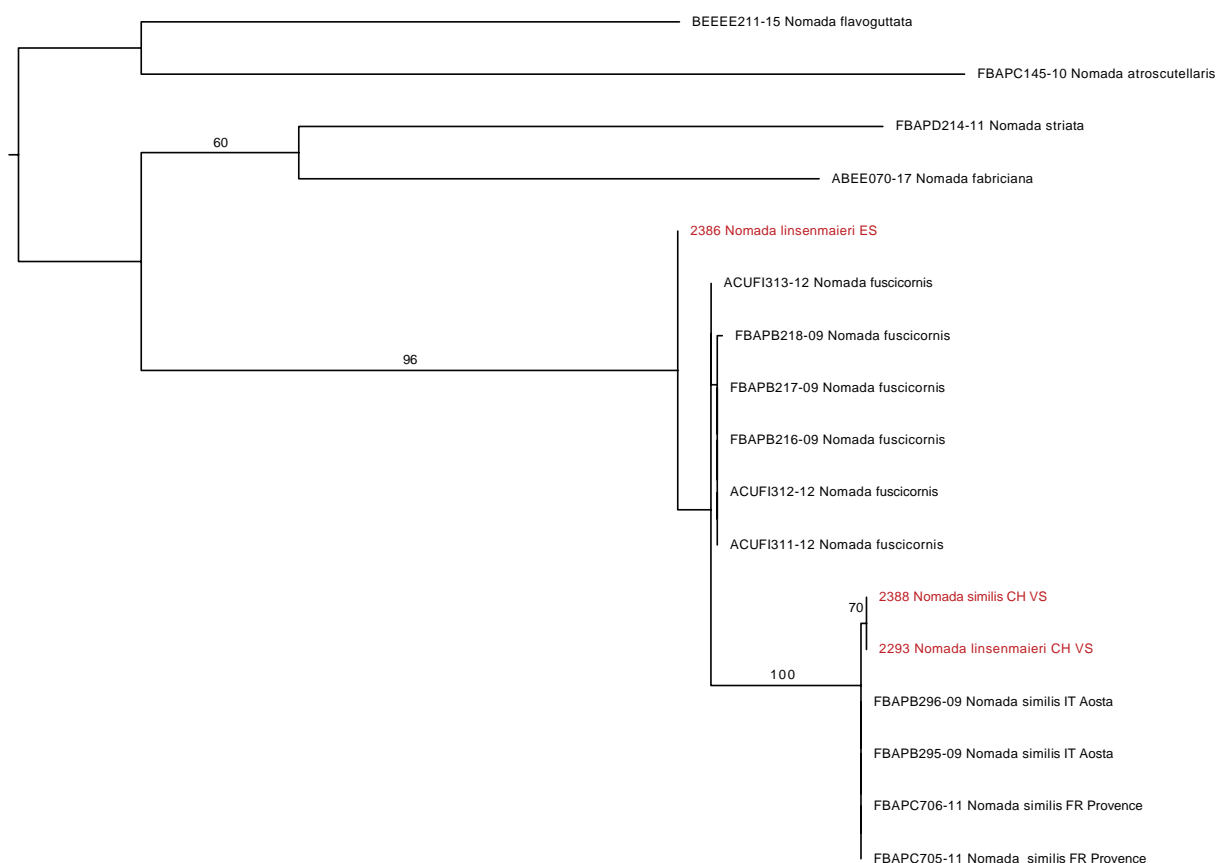 BEEEE211-15 Nomada flavoguttata
FBAPC145-10 Nomada atroscutellaris
FBAPD214-11 Nomada striata
60
ABEE070-17 Nomada fabriciana
2386 Nomada linsenmaieri ES
ACUFI313-12 Nomada fuscicornis
FBAPB218-09 Nomada fuscicornis
96
FBAPB217-09 Nomada fuscicornis
FBAPB216-09 Nomada fuscicornis
ACUFI312-12 Nomada fuscicornis
ACUFI311-12 Nomada fuscicornis
2388 Nomada similis CH VS
70
2293 Nomada linsenmaieri CH VS
100
FBAPB296-09 Nomada similis IT Aosta
FBAPB295-09 Nomada similis IT Aosta
FBAPC706-11 Nomada similis FR Provence
FBAPC705-11 Nomada similis FR Provence